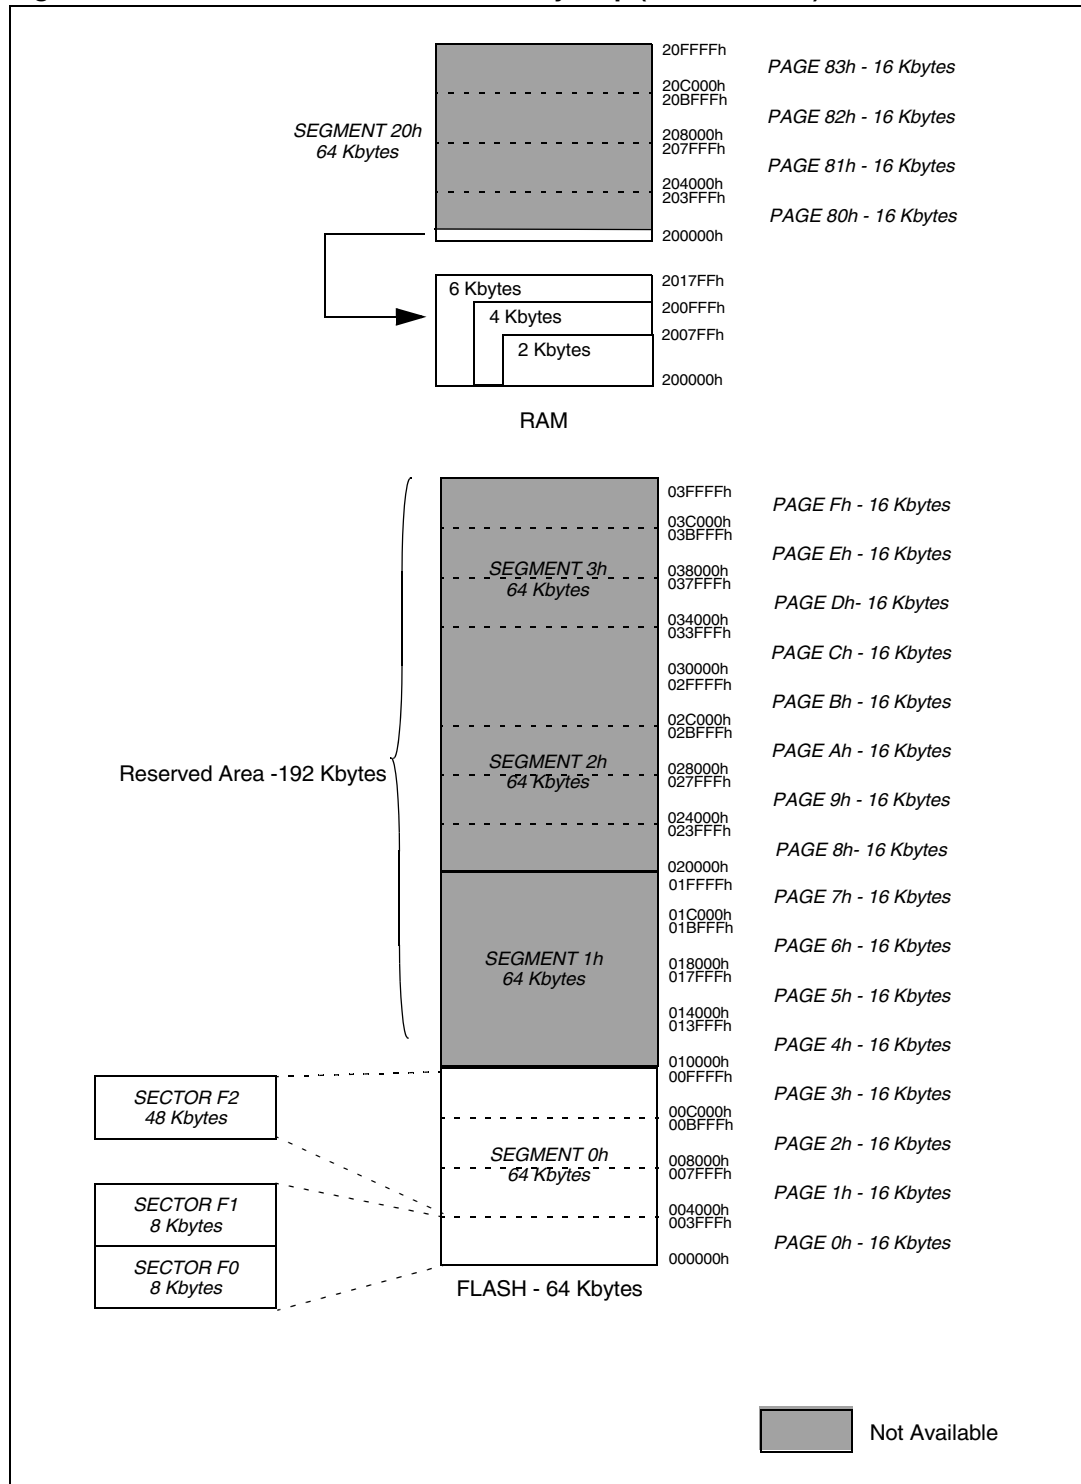 20FFFFh
PAGE 83h - 16 Kbytes
20C000h
20BFFFh
PAGE 82h - 16 Kbytes
SEGMENT 20h
64 Kbytes
208000h
207FFFh
PAGE 81h - 16 Kbytes
204000h
203FFFh
PAGE 80h - 16 Kbytes
200000h
6 Kbytes
2017FFh
4 Kbytes
200FFFh
2 Kbytes
2007FFh
200000h
RAM
03FFFFh
PAGE Fh - 16 Kbytes
03C000h
03BFFFh
PAGE Eh - 16 Kbytes
SEGMENT 3h
64 Kbytes
038000h
037FFFh
PAGE Dh- 16 Kbytes
034000h
033FFFh
PAGE Ch - 16 Kbytes
030000h
02FFFFh
PAGE Bh - 16 Kbytes
02C000h
02BFFFh
PAGE Ah - 16 Kbytes
Reserved Area -192 Kbytes
SEGMENT 2h
64 Kbytes
028000h
027FFFh
PAGE 9h - 16 Kbytes
024000h
023FFFh
PAGE 8h- 16 Kbytes
020000h
01FFFFh
PAGE 7h - 16 Kbytes
01C000h
01BFFFh
PAGE 6h - 16 Kbytes
SEGMENT 1h
64 Kbytes
018000h
017FFFh
PAGE 5h - 16 Kbytes
014000h
013FFFh
PAGE 4h - 16 Kbytes
010000h
00FFFFh
PAGE 3h - 16 Kbytes
SECTOR F2
48 Kbytes
00C000h
00BFFFh
PAGE 2h - 16 Kbytes
SEGMENT 0h
64 Kbytes
008000h
007FFFh
PAGE 1h - 16 Kbytes
SECTOR F1
8 Kbytes
004000h
003FFFh
PAGE 0h - 16 Kbytes
SECTOR F0
8 Kbytes
000000h
FLASH - 64 Kbytes
Not Available